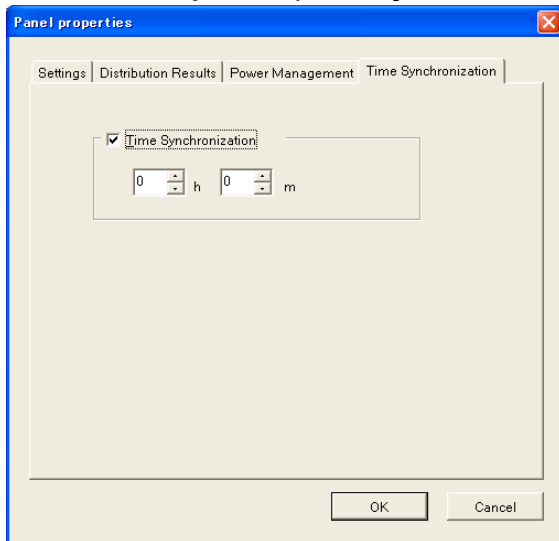 Panel properties
Settings Distribution Results Power Management Time Synchronization
Time Synchronization
0 h 0 m
OK Cancel